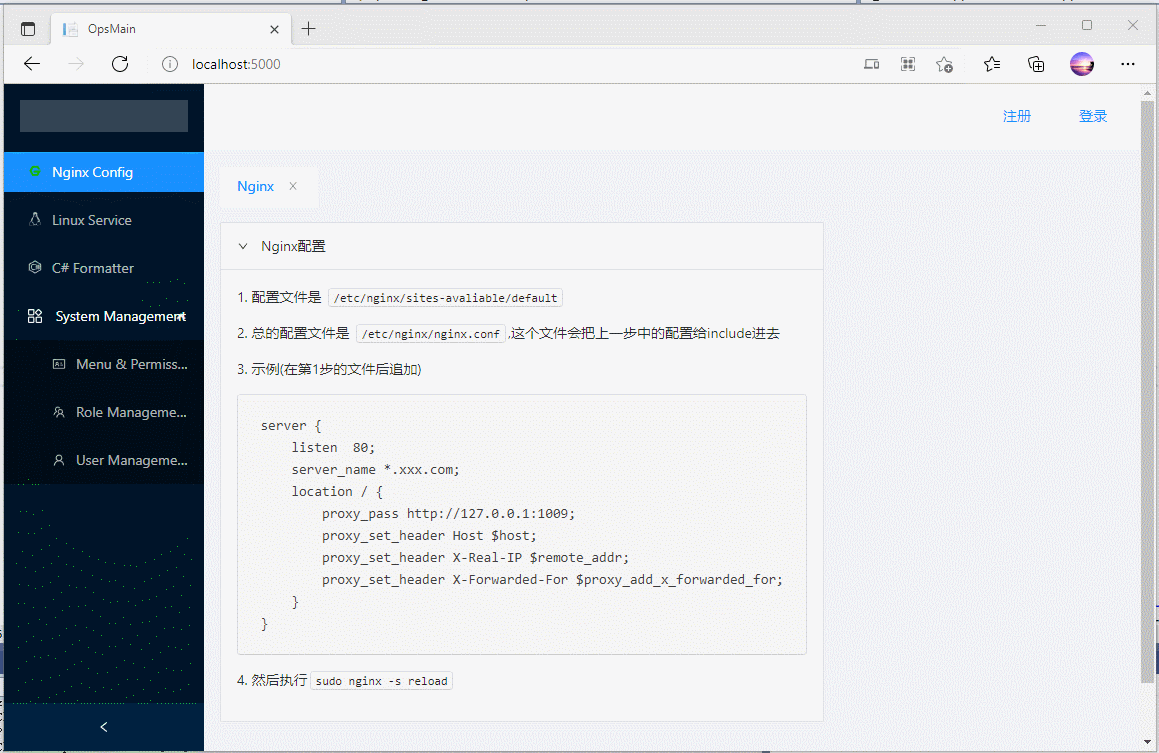 OpsMain
localhost:5000
注册 登录
Nginx Config
Linux Service
C# Formatter
System Management
Menu & Permiss...
Role Manageme...
User Manageme...
Nginx
Nginx配置
1. 配置文件是 /etc/nginx/sites-avaliable/default
2. 总的配置文件是 /etc/nginx/nginx.conf ,这个文件会把上一步中的配置给include进去
3. 示例(在第1步的文件后追加)
server {
    listen  80;
    server_name *.xxx.com;
    location / {
        proxy_pass http://127.0.0.1:1009;
        proxy_set_header Host $host;
        proxy_set_header X-Real-IP $remote_addr;
        proxy_set_header X-Forwarded-For $proxy_add_x_forwarded_for;
    }
}
4. 然后执行 sudo nginx -s reload